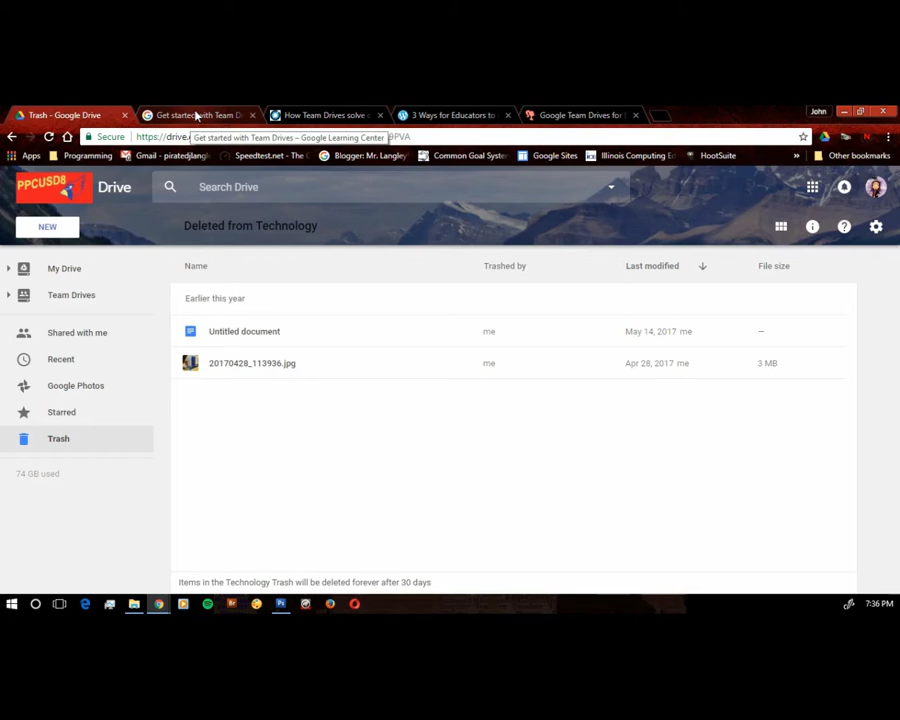 Trash - Google Drive
Get started with Team D
How Team Drives solve c
3 Ways for Educators to
Google Team Drives for
John
Secure
https://drive.
Get started with Team Drives – Google Learning Center
9PVA
Apps
Programming
Gmail - piratedjlang
Speedtest.net - The
Blogger: Mr. Langley
Common Goal Syste
Google Sites
Illinois Computing Ed
HootSuite
»
Other bookmarks
PPCUSD8
Drive
Search Drive
NEW
Deleted from Technology
My Drive
Team Drives
Shared with me
Recent
Google Photos
Starred
Trash
74 GB used
Name
Trashed by
Last modified
File size
Earlier this year
Untitled document
me
May 14, 2017 me
—
20170428_113936.jpg
me
Apr 28, 2017 me
3 MB
Items in the Technology Trash will be deleted forever after 30 days
7:36 PM